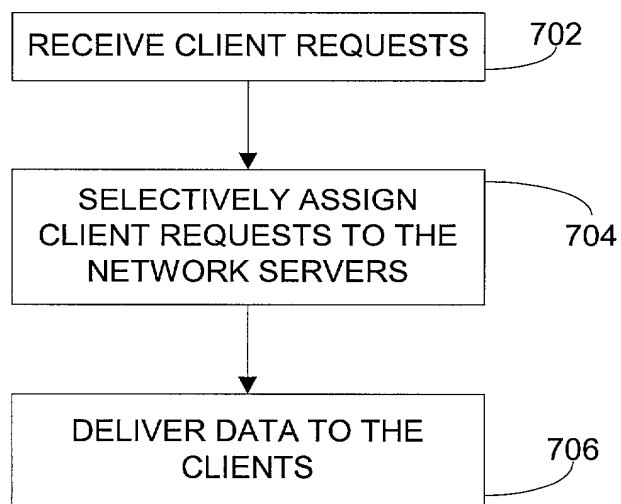 RECEIVE CLIENT REQUESTS
702
SELECTIVELY ASSIGN
CLIENT REQUESTS TO THE
NETWORK SERVERS
704
DELIVER DATA TO THE
CLIENTS
706